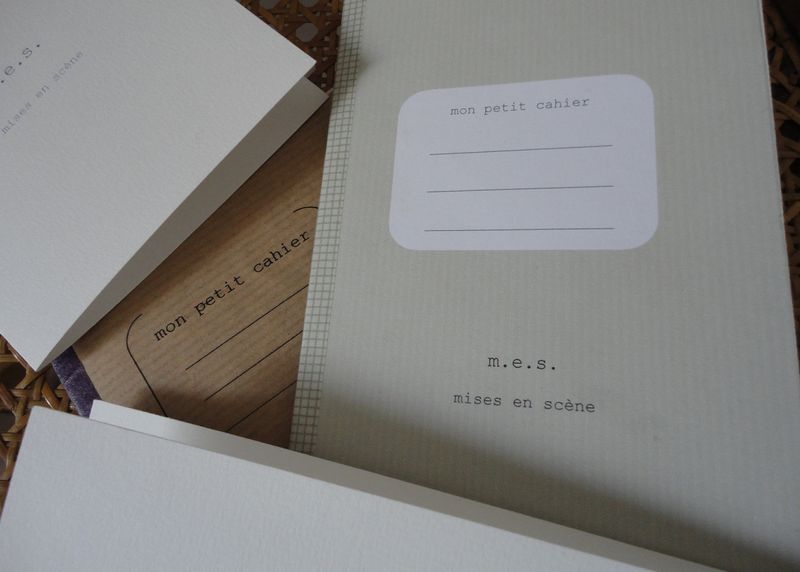 .e.s.
mises en scène
mon petit cahier
mon petit cahier
m.e.s.
mises en scène